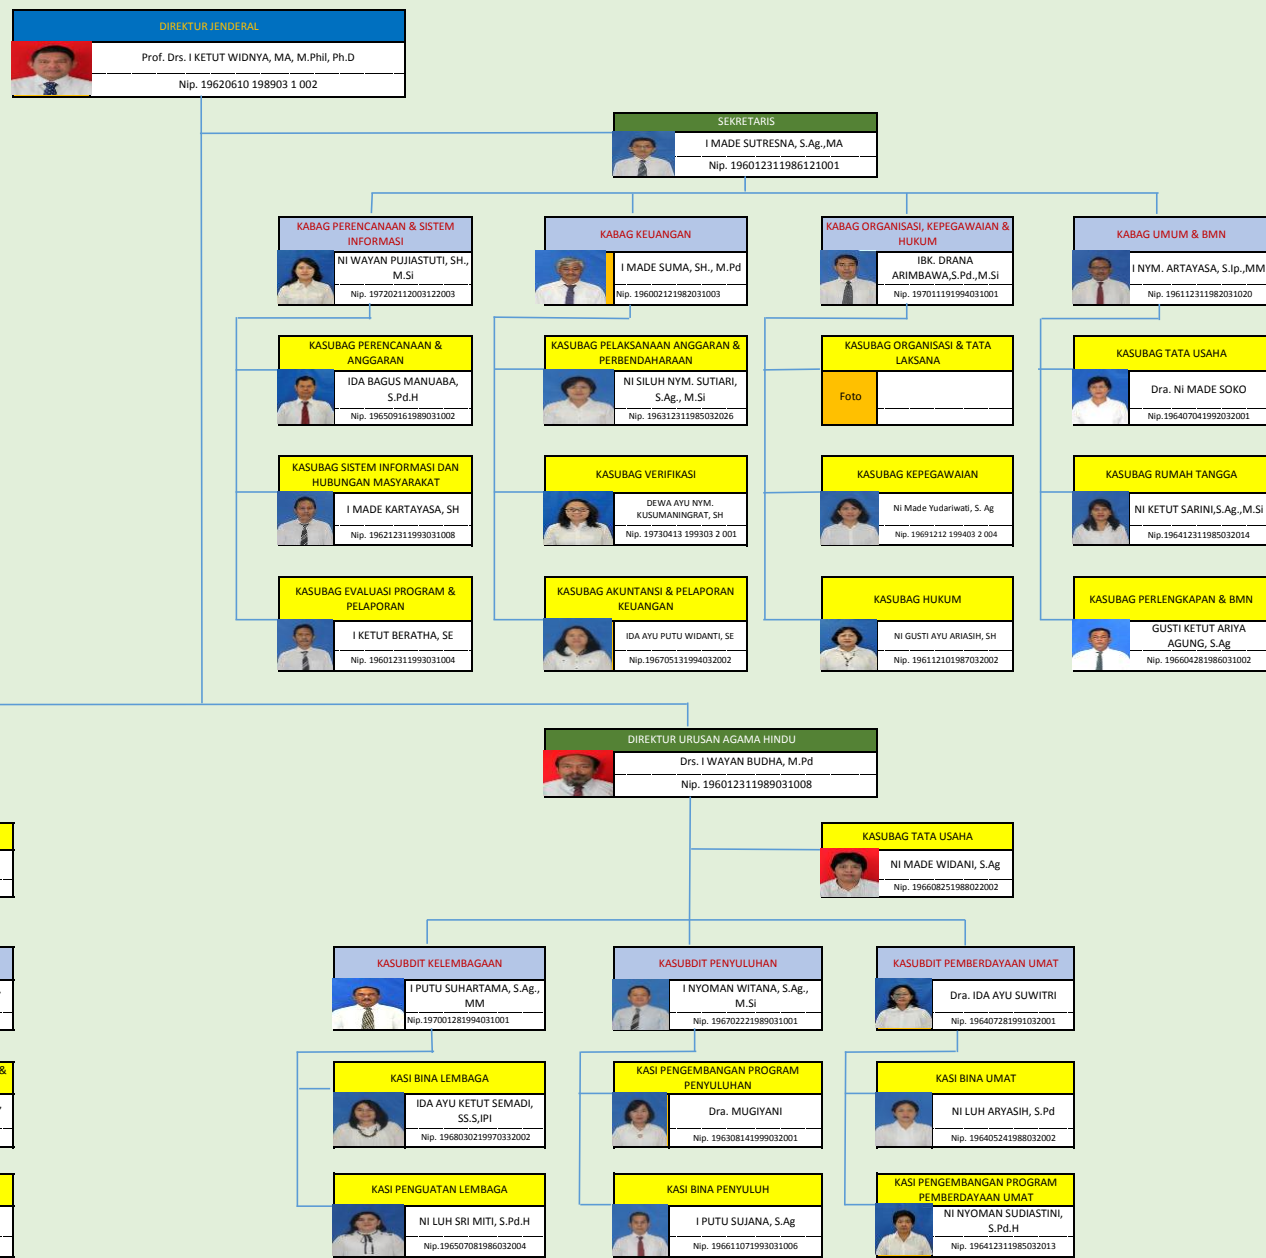 DIREKTUR JENDERAL
Prof. Drs. I KETUT WIDNYA, MA, M.Phil, Ph.D
Nip. 19620610 198903 1 002
SEKRETARIS
I MADE SUTRESNA, S.Ag.,MA
Nip. 196012311986121001
KABAG PERENCANAAN & SISTEM
INFORMASI
NI WAYAN PUJIASTUTI, SH.,
M.Si
Nip. 197202112003122003
KABAG KEUANGAN
I MADE SUMA, SH., M.Pd
Nip. 196002121982031003
KABAG ORGANISASI, KEPEGAWAIAN &
HUKUM
IBK. DRANA
ARIMBAWA,S.Pd.,M.Si
Nip. 197011191994031001
KABAG UMUM & BMN
I NYM. ARTAYASA, S.Ip.,MM
Nip. 196112311982031020
KASUBAG PERENCANAAN &
ANGGARAN
IDA BAGUS MANUABA,
S.Pd.H
Nip. 196509161989031002
KASUBAG PELAKSANAAN ANGGARAN &
PERBENDAHARAAN
NI SILUH NYM. SUTIARI,
S.Ag., M.Si
Nip. 196312311985032026
KASUBAG ORGANISASI & TATA
LAKSANA
Foto
KASUBAG TATA USAHA
Dra. Ni MADE SOKO
Nip.196407041992032001
KASUBAG SISTEM INFORMASI DAN
HUBUNGAN MASYARAKAT
I MADE KARTAYASA, SH
Nip. 196212311993031008
KASUBAG VERIFIKASI
DEWA AYU NYM.
KUSUMANINGRAT, SH
Nip. 19730413 199303 2 001
KASUBAG KEPEGAWAIAN
Ni Made Yudariwati, S. Ag
Nip. 19691212 199403 2 004
KASUBAG RUMAH TANGGA
NI KETUT SARINI,S.Ag.,M.Si
Nip.196412311985032014
KASUBAG EVALUASI PROGRAM &
PELAPORAN
I KETUT BERATHA, SE
Nip. 196012311993031004
KASUBAG AKUNTANSI & PELAPORAN
KEUANGAN
IDA AYU PUTU WIDANTI, SE
Nip.196705131994032002
KASUBAG HUKUM
NI GUSTI AYU ARIASIH, SH
Nip. 196112101987032002
KASUBAG PERLENGKAPAN & BMN
GUSTI KETUT ARIYA
AGUNG, S.Ag
Nip. 196604281986031002
DIREKTUR URUSAN AGAMA HINDU
Drs. I WAYAN BUDHA, M.Pd
Nip. 196012311989031008
KASUBAG TATA USAHA
NI MADE WIDANI, S.Ag
Nip. 196608251988022002
KASUBDIT KELEMBAGAAN
I PUTU SUHARTAMA, S.Ag.,
MM
Nip.197001281994031001
KASUBDIT PENYULUHAN
I NYOMAN WITANA, S.Ag.,
M.Si
Nip. 196702221989031001
KASUBDIT PEMBERDAYAAN UMAT
Dra. IDA AYU SUWITRI
Nip. 196407281991032001
&
KASI BINA LEMBAGA
IDA AYU KETUT SEMADI,
SS.S,IPI
Nip. 1968030219970332002
KASI PENGEMBANGAN PROGRAM
PENYULUHAN
Dra. MUGIYANI
Nip. 196308141999032001
KASI BINA UMAT
NI LUH ARYASIH, S.Pd
Nip. 196405241988032002
KASI PENGUATAN LEMBAGA
NI LUH SRI MITI, S.Pd.H
Nip.196507081986032004
KASI BINA PENYULUH
I PUTU SUJANA, S.Ag
Nip. 196611071993031006
KASI PENGEMBANGAN PROGRAM
PEMBERDAYAAN UMAT
NI NYOMAN SUDIASTINI,
S.Pd.H
Nip. 196412311985032013